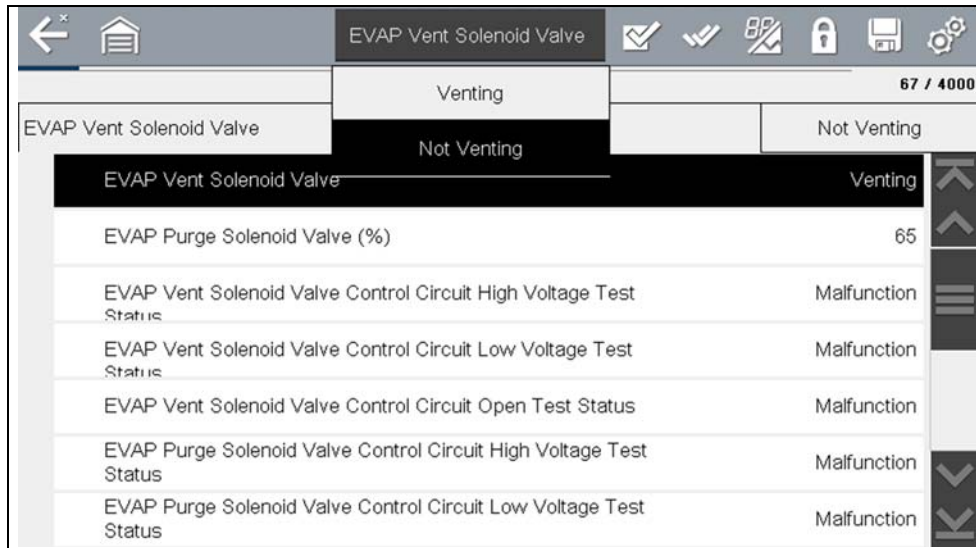 EVAP Vent Solenoid Valve
Venting
67 / 4000
EVAP Vent Solenoid Valve
Not Venting
Not Venting
EVAP Vent Solenoid Valve
Venting
EVAP Purge Solenoid Valve (%)
65
EVAP Vent Solenoid Valve Control Circuit High Voltage Test
Status
Malfunction
EVAP Vent Solenoid Valve Control Circuit Low Voltage Test
Status
Malfunction
EVAP Vent Solenoid Valve Control Circuit Open Test Status
Malfunction
EVAP Purge Solenoid Valve Control Circuit High Voltage Test
Status
Malfunction
EVAP Purge Solenoid Valve Control Circuit Low Voltage Test
Status
Malfunction